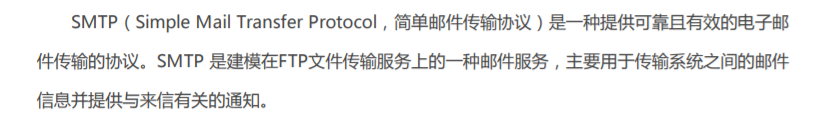 SMTP（Simple Mail Transfer Protocol，简单邮件传输协议）是一种提供可靠且有效的电子邮
件传输的协议。SMTP 是建模在FTP文件传输服务上的一种邮件服务，主要用于传输系统之间的邮件
信息并提供与来信有关的通知。